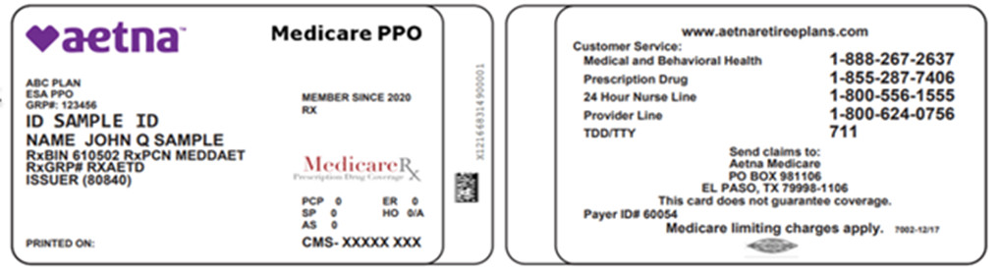 aetna™
Medicare PPO
ABC PLAN
ESA PPO
GRP#: 123456
ID SAMPLE ID
NAME JOHN Q SAMPLE
RxBIN 610502 RxPCN MEDDAET
RxGRP# RXAETD
ISSUER (80840)
MEMBER SINCE 2020
RX
MedicareRx
Prescription Drug Coverage
PCP 0 ER 0
SP 0 HO 0/A
AS 0
PRINTED ON:
CMS- XXXXX XXX
X121668314900001
www.aetnaretireeplans.com
Customer Service:
Medical and Behavioral Health 1-888-267-2637
Prescription Drug 1-855-287-7406
24 Hour Nurse Line 1-800-556-1555
Provider Line 1-800-624-0756
TDD/TTY 711
Send claims to:
Aetna Medicare
PO BOX 981106
EL PASO, TX 79998-1106
This card does not guarantee coverage.
Payer ID# 60054
Medicare limiting charges apply. 7002-12/17